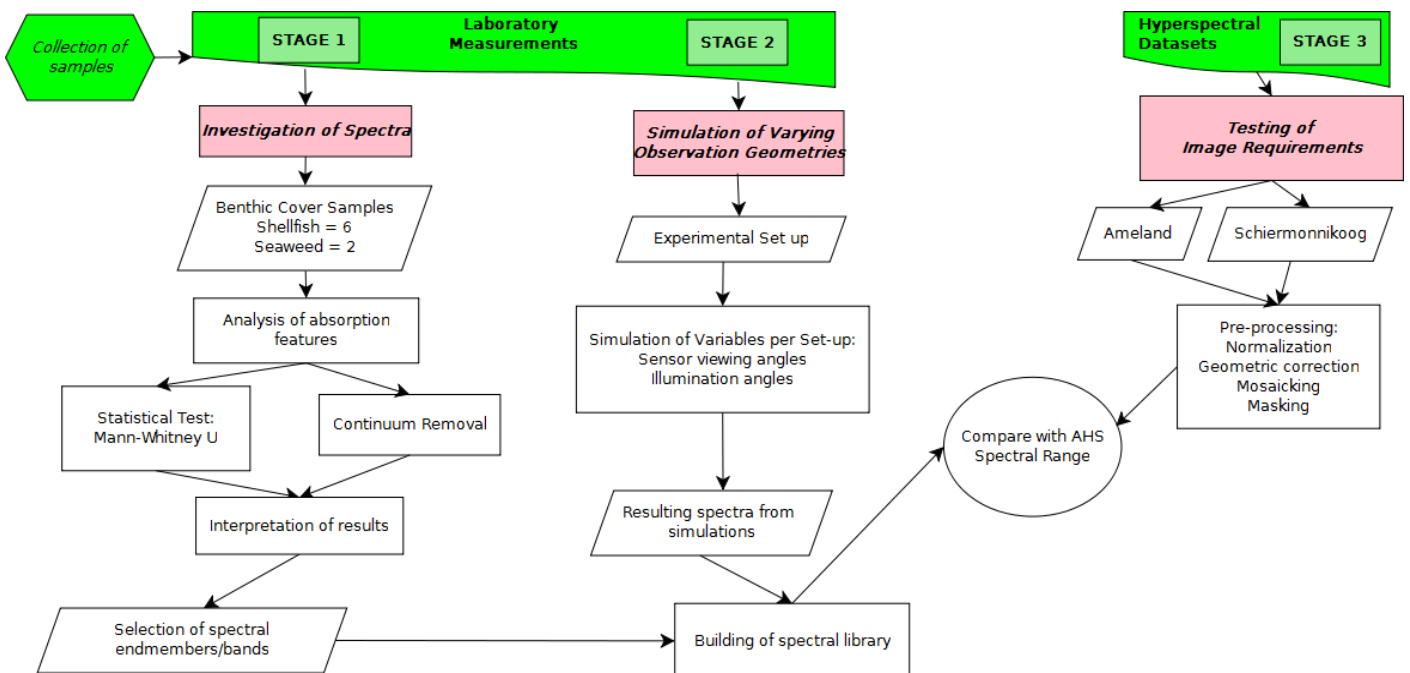 Collection of
samples
STAGE 1
Laboratory
Measurements
STAGE 2
Hyperspectral
Datasets
STAGE 3
Investigation of Spectra
Simulation of Varying
Observation Geometries
Testing of
Image Requirements
Benthic Cover Samples
Shellfish = 6
Seaweed = 2
Experimental Set up
Ameland
Schiermonnikoog
Analysis of absorption
features
Simulation of Variables per Set-up:
Sensor viewing angles
Illumination angles
Pre-processing:
Normalization
Geometric correction
Mosaicking
Masking
Statistical Test:
Mann-Whitney U
Continuum Removal
Compare with AHS
Spectral Range
Interpretation of results
Resulting spectra from
simulations
Selection of spectral
endmembers/bands
Building of spectral library